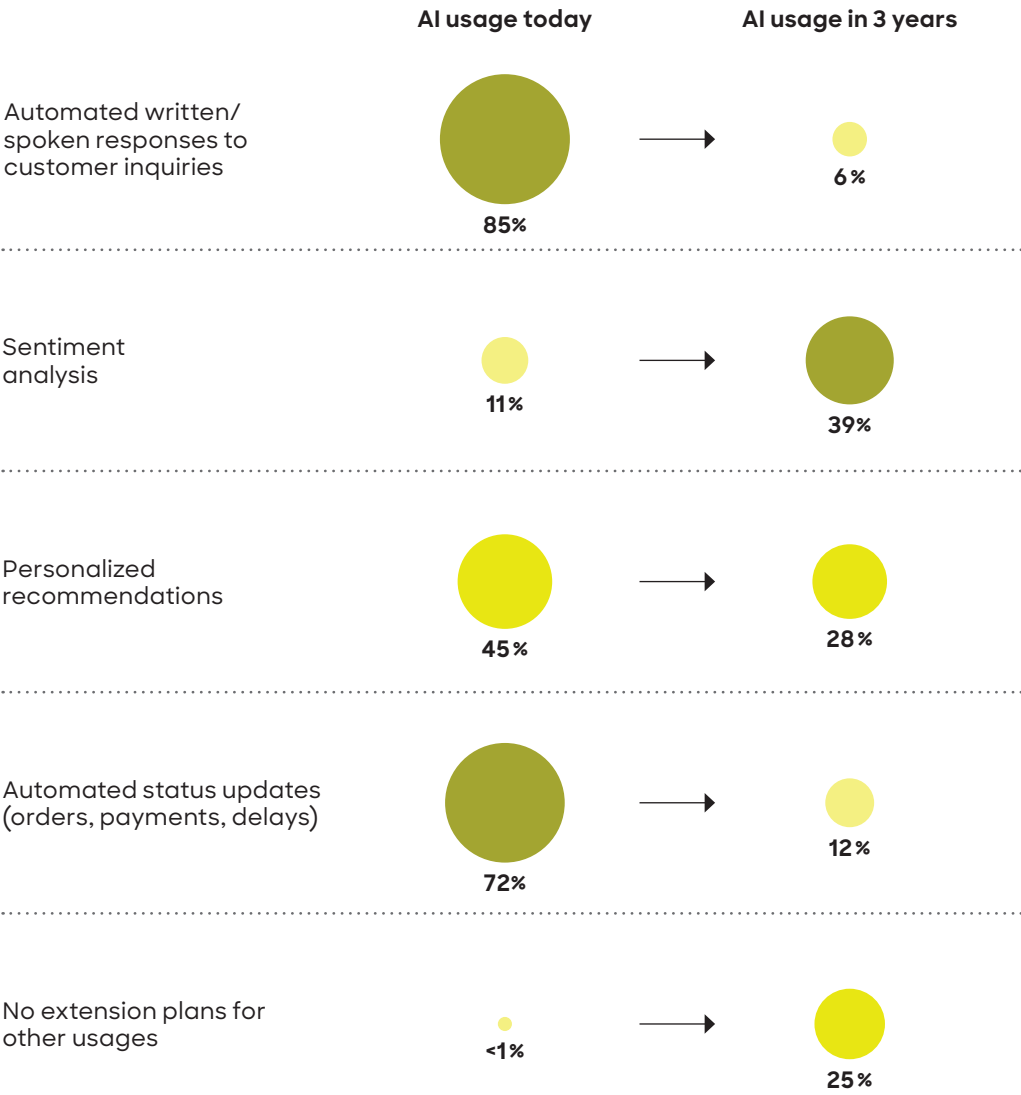 AI usage today
AI usage in 3 years
Automated written/
spoken responses to
customer inquiries
85%
6%
Sentiment
analysis
11%
39%
Personalized
recommendations
45%
28%
Automated status updates
(orders, payments, delays)
72%
12%
No extension plans for
other usages
<1%
25%